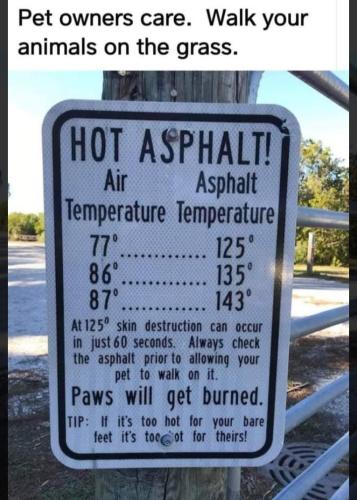 Pet owners care. Walk your
animals on the grass.
HOT ASPHALT!
Air Asphalt
Temperature Temperature
77° ............. 125°
86° ............. 135°
87° ............. 143°
At 125° skin destruction can occur
in just 60 seconds. Always check
the asphalt prior to allowing your
pet to walk on it.
Paws will get burned.
TIP: If it's too hot for your bare
feet it's too ot for theirs!